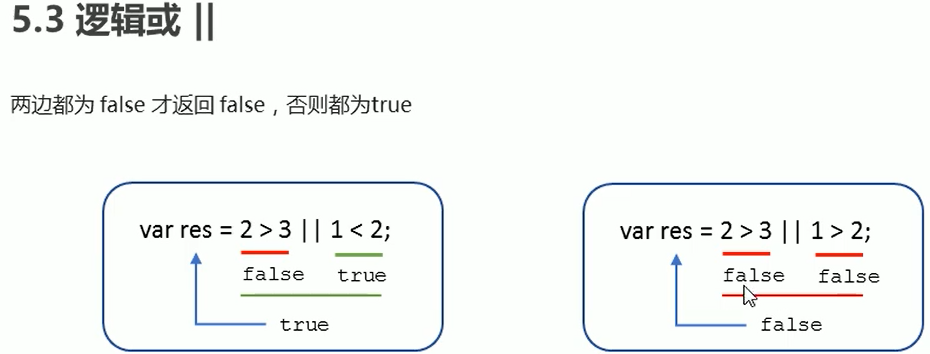 5.3 逻辑或 ||
两边都为 false 才返回 false，否则都为true
var res = 2 > 3 || 1 < 2;
false true
true
var res = 2 > 3 || 1 > 2;
false false
false